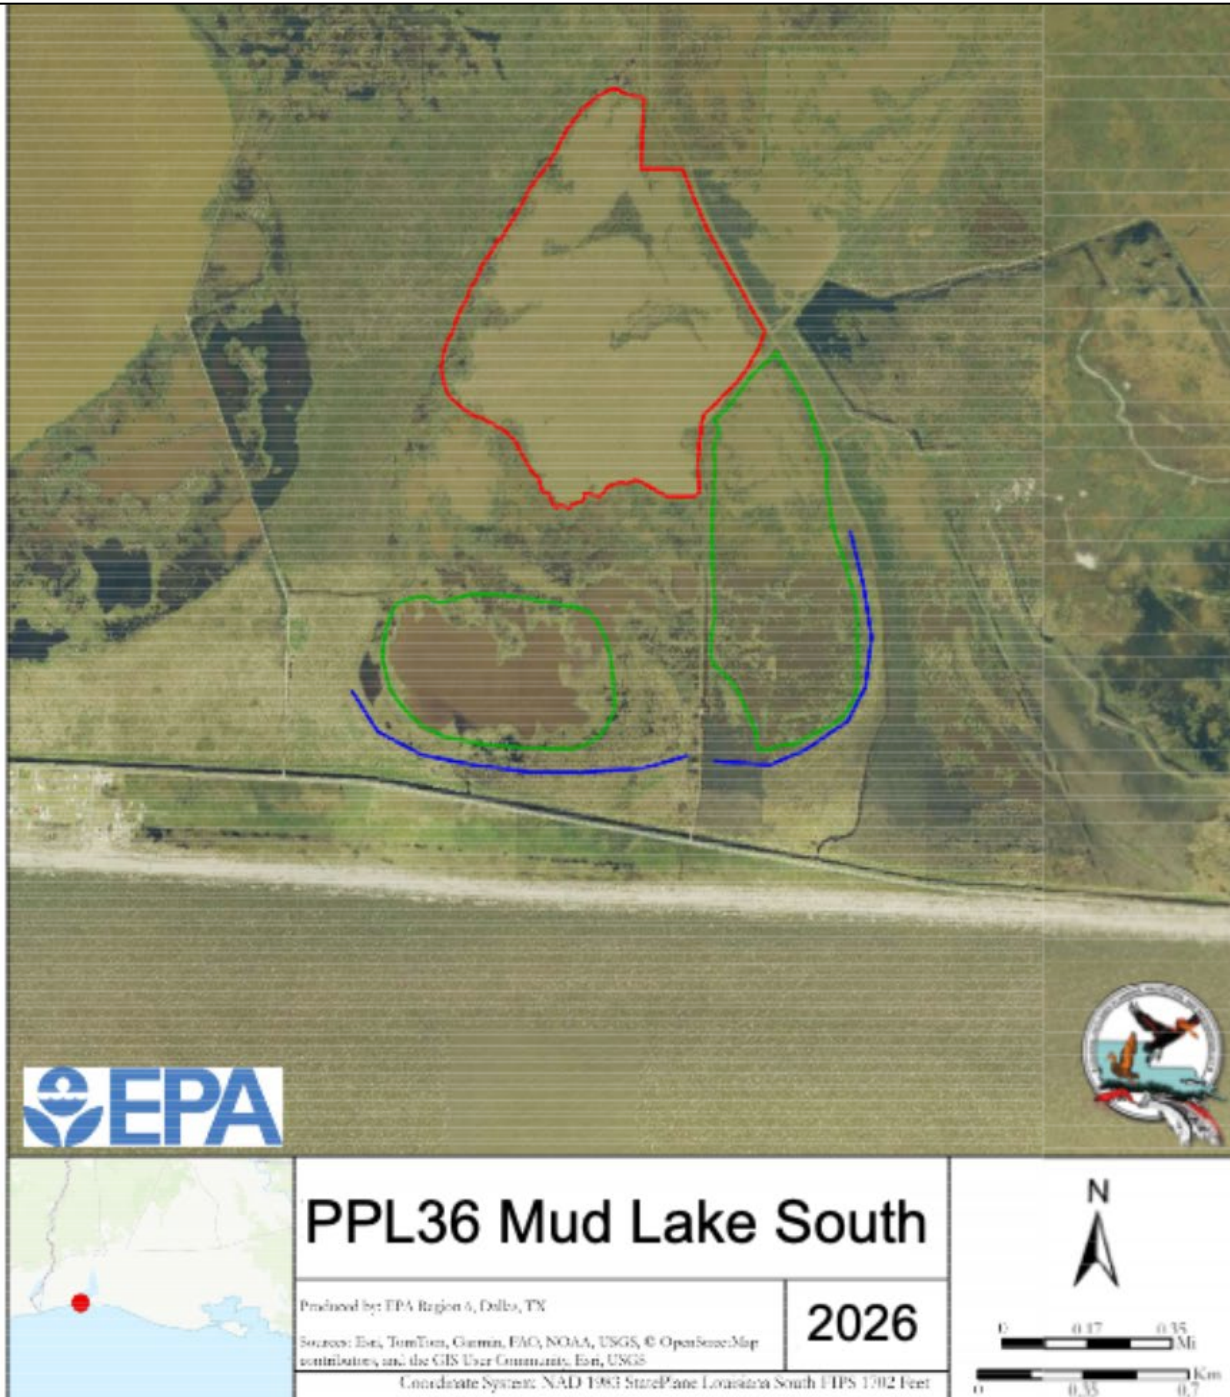 EPA
PPL36 Mud Lake South
Produced by: EPA Region 6, Dallas, TX
2026
Sources: Esri, TomTom, Garmin, FAO, NOAA, USGS, © OpenStreetMap
contributors, and the GIS User Community, Esri, USGS
Coordinate System: NAD 1983 StatePlane Louisiana South FIPS 1702 Feet
N
0 0.17 0.35
Mi
Km
0 0.35 0.7